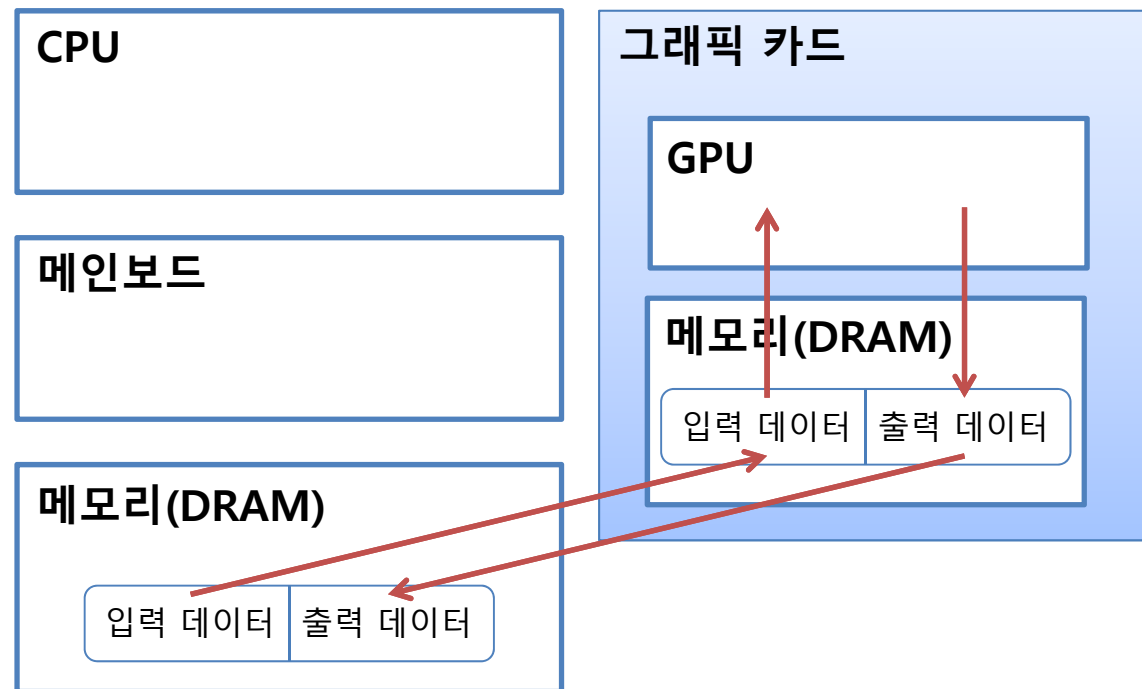 CPU
메인보드
메모리(DRAM)
입력 데이터
출력 데이터
그래픽 카드
GPU
메모리(DRAM)
입력 데이터
출력 데이터